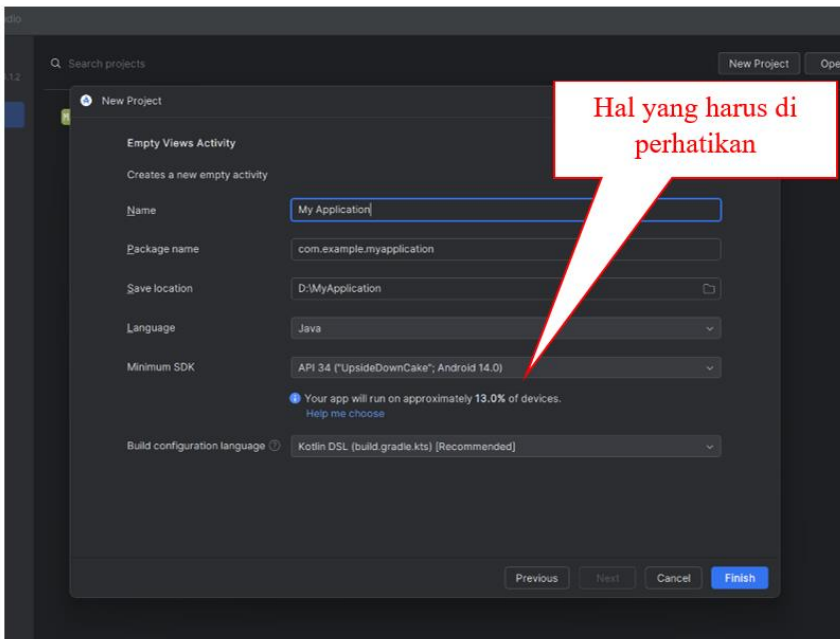 Search projects
New Project
Hal yang harus di
perhatikan
New Project
Empty Views Activity
Creates a new empty activity
Name
My Application
Package name
com.example.myapplication
Save location
D:\MyApplication
Language
Java
Minimum SDK
API 34 ("UpsideDownCake"; Android 14.0)
Your app will run on approximately 13.0% of devices.
Help me choose
Build configuration language
Kotlin DSL (build.gradle.kts) [Recommended]
Previous Next Cancel Finish